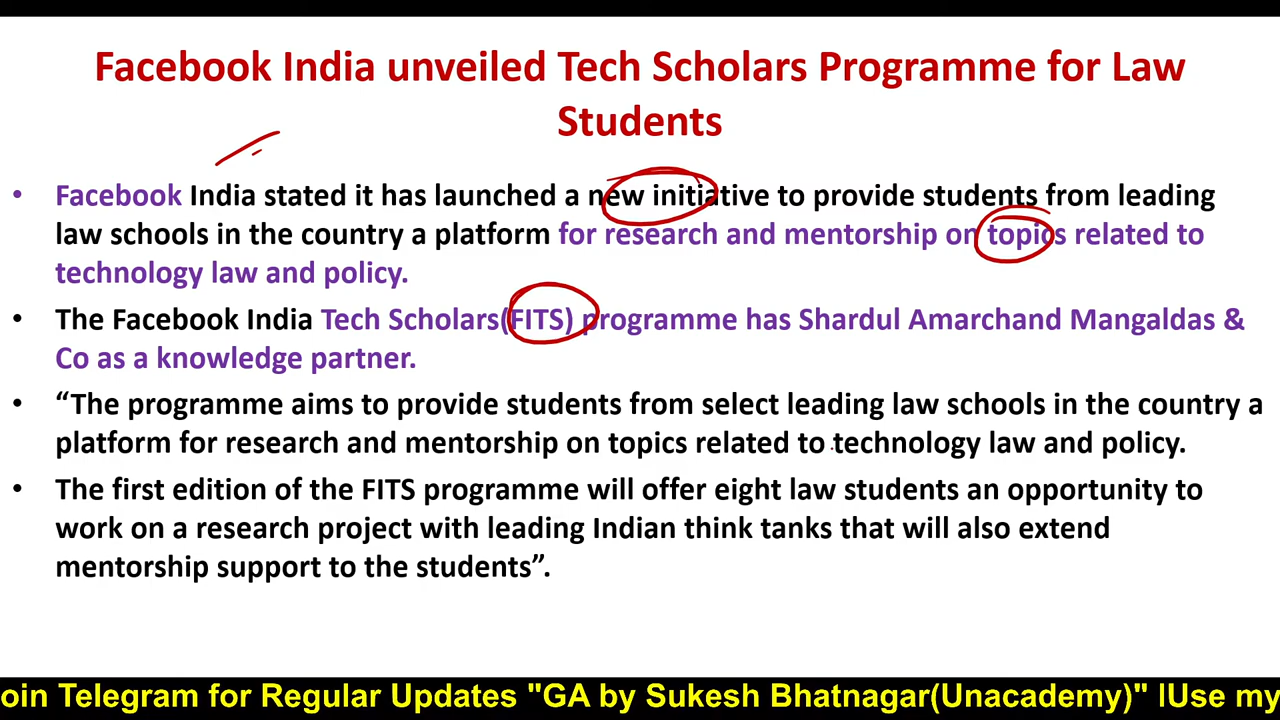 Facebook India unveiled Tech Scholars Programme for Law
Students
• Facebook India stated it has launched a new initiative to provide students from leading
law schools in the country a platform for research and mentorship on topics related to
technology law and policy.
• The Facebook India Tech Scholars(FITS) programme has Shardul Amarchand Mangaldas &
Co as a knowledge partner.
• “The programme aims to provide students from select leading law schools in the country a
platform for research and mentorship on topics related to technology law and policy.
• The first edition of the FITS programme will offer eight law students an opportunity to
work on a research project with leading Indian think tanks that will also extend
mentorship support to the students”.
oin Telegram for Regular Updates "GA by Sukesh Bhatnagar(Unacademy)" lUse my